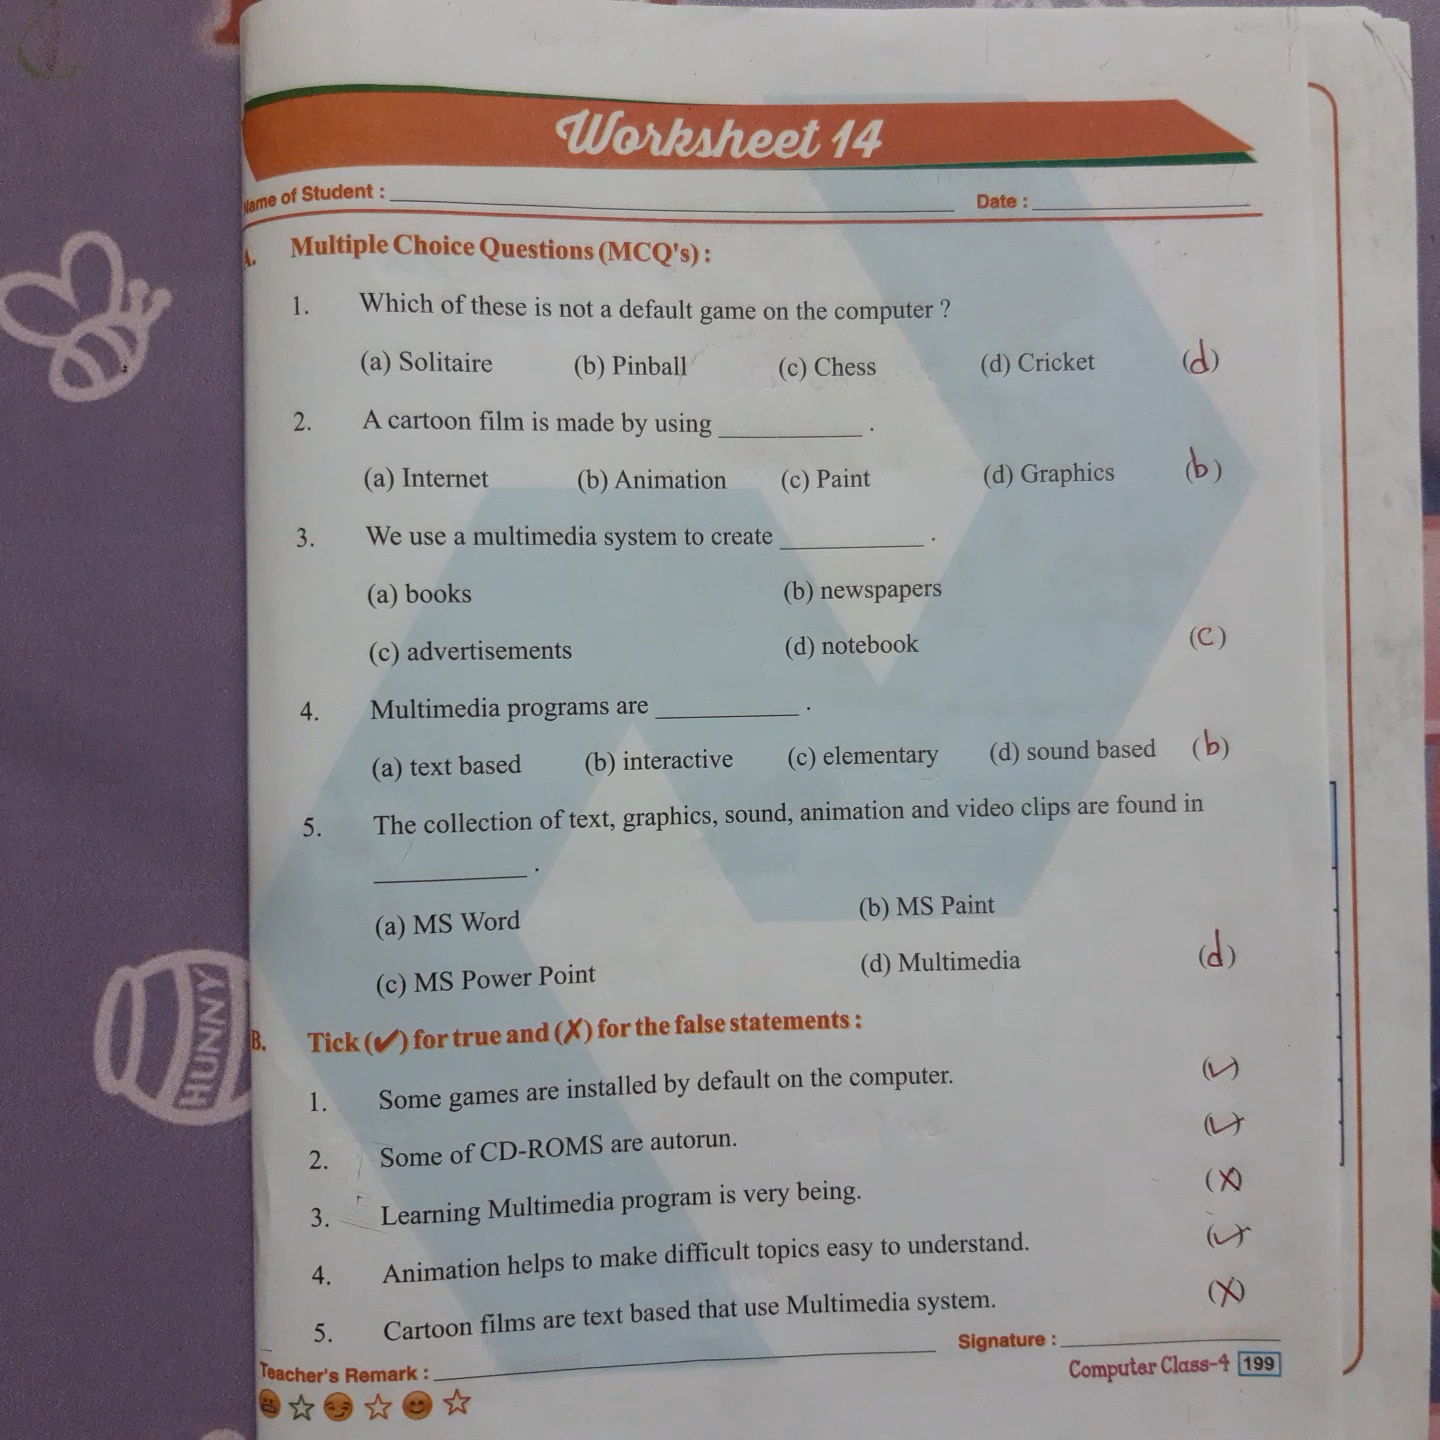 Worksheet 14
Name of Student : Date :
A. Multiple Choice Questions (MCQ's) :
1. Which of these is not a default game on the computer ?
(a) Solitaire (b) Pinball (c) Chess (d) Cricket (d)
2. A cartoon film is made by using ___________ .
(a) Internet (b) Animation (c) Paint (d) Graphics (b)
3. We use a multimedia system to create ___________ .
(a) books (b) newspapers
(c) advertisements (d) notebook (c)
4. Multimedia programs are ___________ .
(a) text based (b) interactive (c) elementary (d) sound based (b)
5. The collection of text, graphics, sound, animation and video clips are found in
___________ .
(a) MS Word (b) MS Paint
(c) MS Power Point (d) Multimedia (d)
B. Tick (✔) for true and (✗) for the false statements :
1. Some games are installed by default on the computer. (✓)
2. Some of CD-ROMS are autorun. (✓)
3. Learning Multimedia program is very being. (X)
4. Animation helps to make difficult topics easy to understand. (✓)
5. Cartoon films are text based that use Multimedia system. (X)
Teacher's Remark : Signature :
Computer Class-4 199
HUNNY